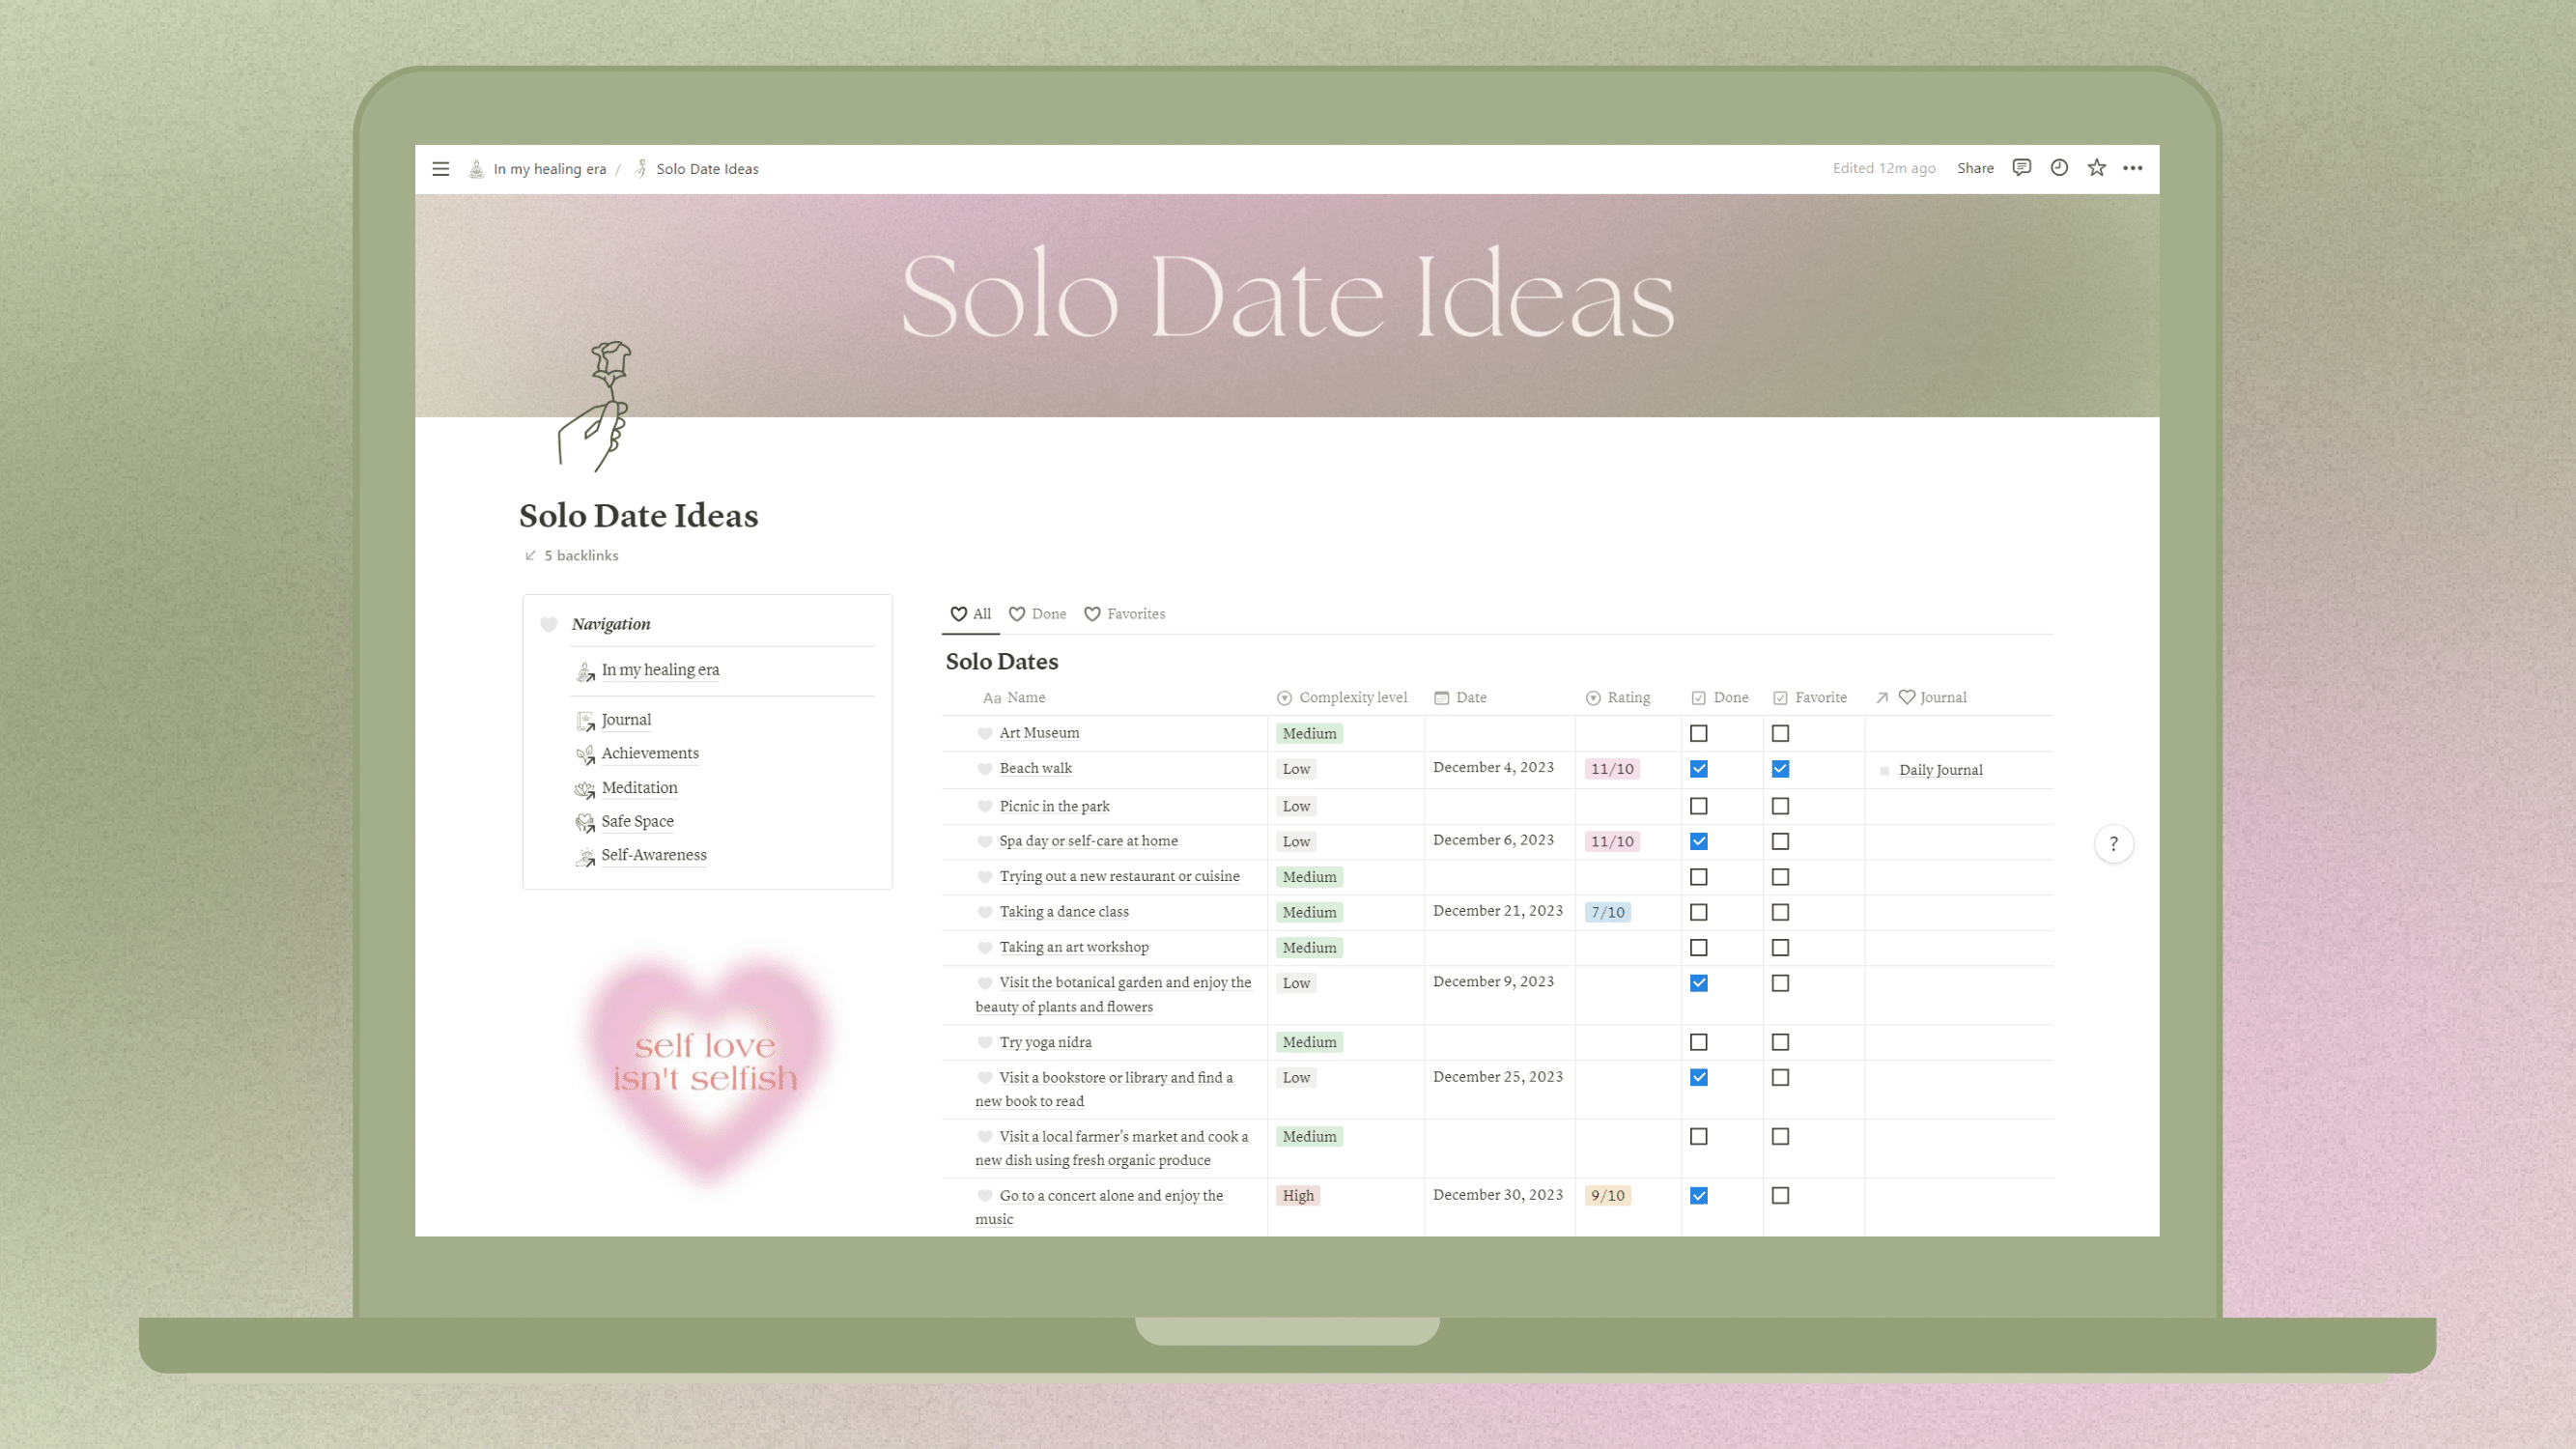 In my healing era / Solo Date Ideas
Edited 12m ago Share
Solo Date Ideas
Solo Date Ideas
5 backlinks
Navigation
In my healing era
Journal
Achievements
Meditation
Safe Space
Self-Awareness
self love
isn't selfish
All Done Favorites
Solo Dates
Aa Name Complexity level Date Rating Done Favorite Journal
Art Museum Medium
Beach walk Low December 4, 2023 11/10 Daily Journal
Picnic in the park Low
Spa day or self-care at home Low December 6, 2023 11/10
Trying out a new restaurant or cuisine Medium
Taking a dance class Medium December 21, 2023 7/10
Taking an art workshop Medium
Visit the botanical garden and enjoy the Low December 9, 2023
beauty of plants and flowers
Try yoga nidra Medium
Visit a bookstore or library and find a Low December 25, 2023
new book to read
Visit a local farmer's market and cook a Medium
new dish using fresh organic produce
Go to a concert alone and enjoy the High December 30, 2023 9/10
music
?